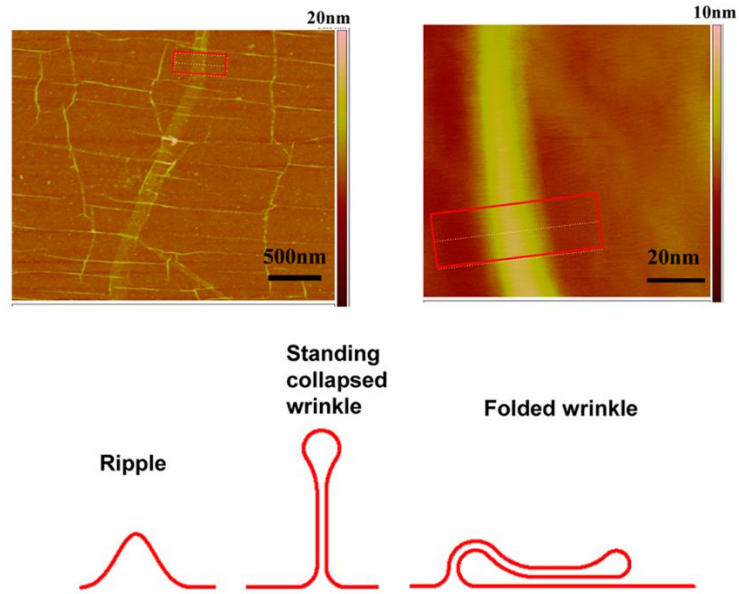 20nm
10nm
500nm
20nm
Standing
collapsed
wrinkle
Folded wrinkle
Ripple